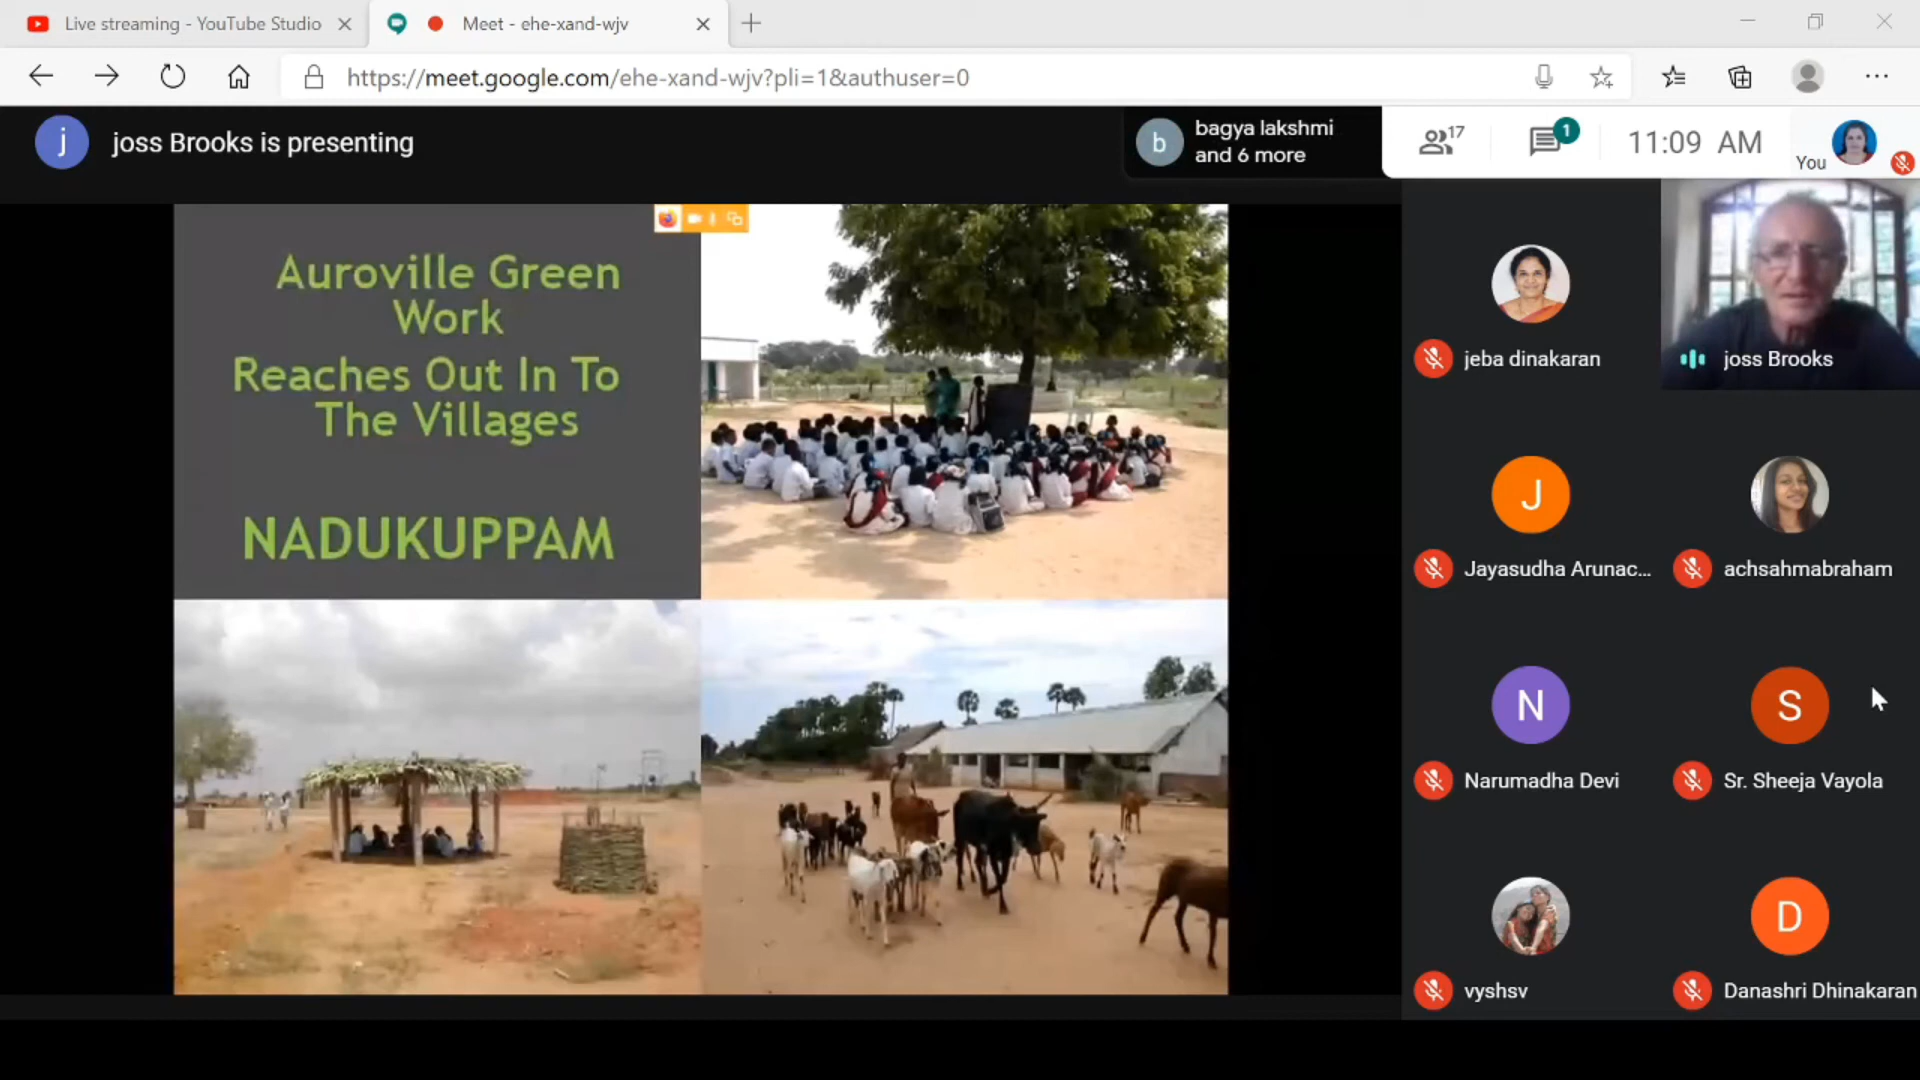 Live streaming - YouTube Studio
Meet - ehe-xand-wjv
https://meet.google.com/ehe-xand-wjv?pli=1&authuser=0
j
joss Brooks is presenting
b
bagya lakshmi
and 6 more
17
1
11:09 AM
You
Auroville Green
Work
Reaches Out In To
The Villages
NADUKUPPAM
jeba dinakaran
joss Brooks
J
Jayasudha Arunac...
achsahmabraham
N
Narumadha Devi
S
Sr. Sheeja Vayola
vyshsv
D
Danashri Dhinakaran